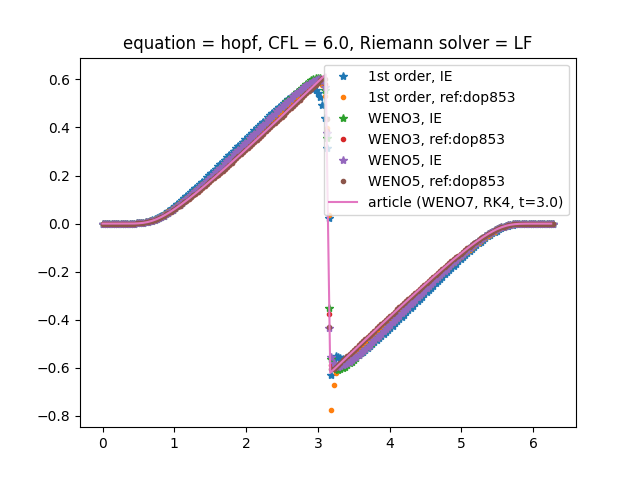 equation = hopf, CFL = 6.0, Riemann solver = LF
1st order, IE
1st order, ref:dop853
WENO3, IE
WENO3, ref:dop853
WENO5, IE
WENO5, ref:dop853
article (WENO7, RK4, t=3.0)
0.6
0.4
0.2
0.0
−0.2
−0.4
−0.6
−0.8
0 1 2 3 4 5 6